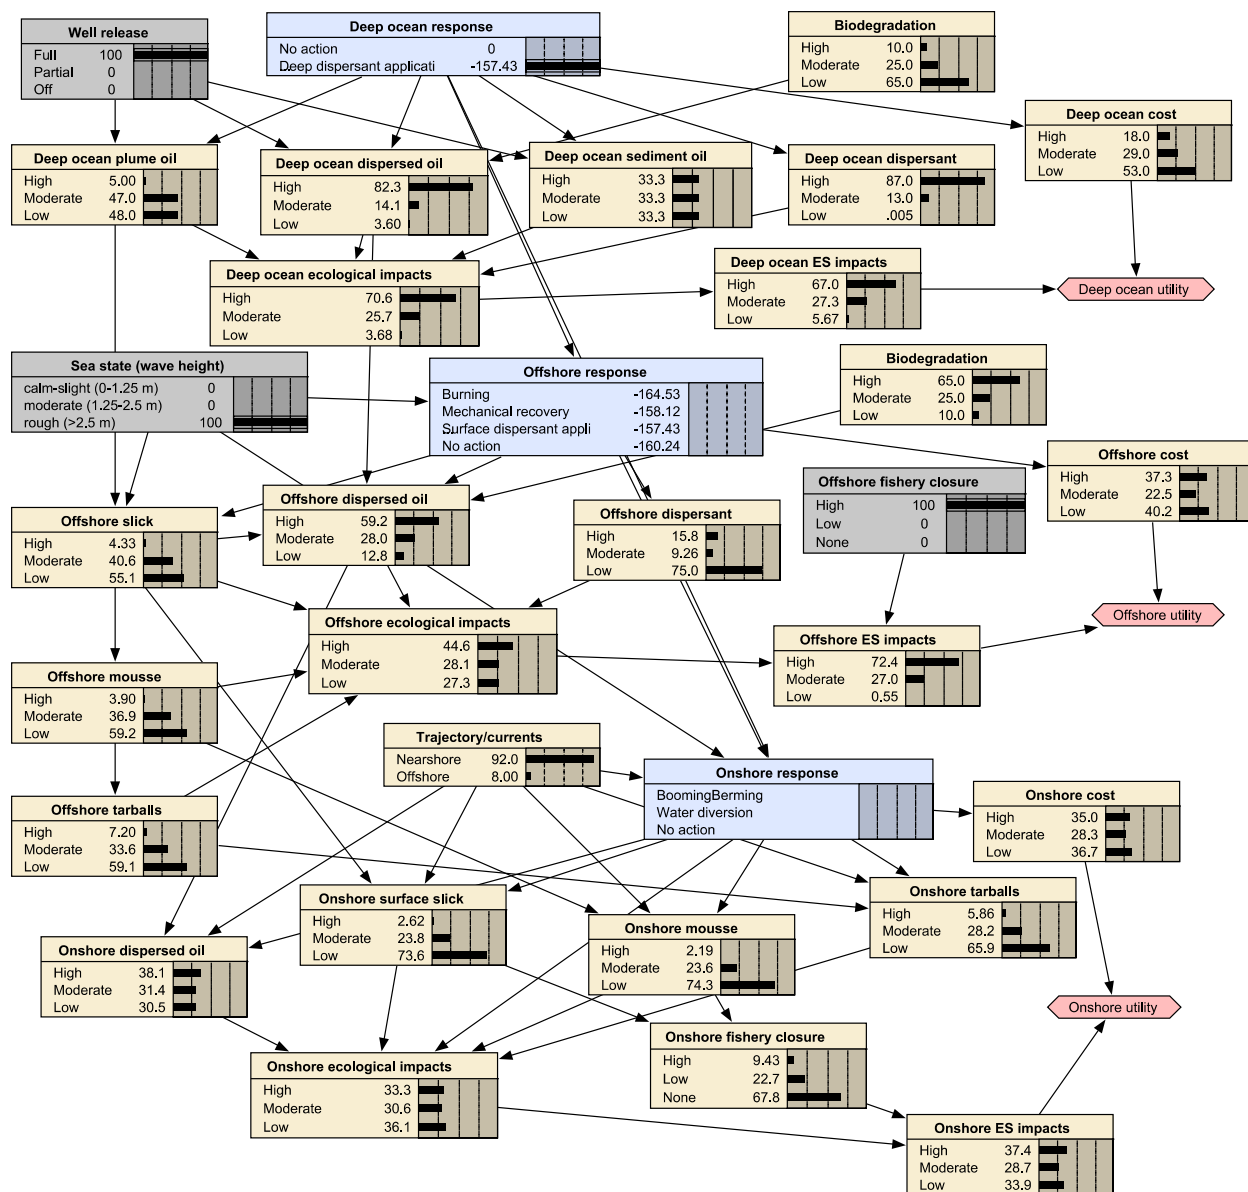 Well release
Full 100
Partial 0
Off 0
Deep ocean response
No action 0
Deep dispersant applicati -157.43
Biodegradation
High 10.0
Moderate 25.0
Low 65.0
Deep ocean cost
High 18.0
Moderate 29.0
Low 53.0
Deep ocean plume oil
High 5.00
Moderate 47.0
Low 48.0
Deep ocean dispersed oil
High 82.3
Moderate 14.1
Low 3.60
Deep ocean sediment oil
High 33.3
Moderate 33.3
Low 33.3
Deep ocean dispersant
High 87.0
Moderate 13.0
Low .005
Deep ocean ecological impacts
High 70.6
Moderate 25.7
Low 3.68
Deep ocean ES impacts
High 67.0
Moderate 27.3
Low 5.67
Deep ocean utility
Sea state (wave height)
calm-slight (0-1.25 m) 0
moderate (1.25-2.5 m) 0
rough (>2.5 m) 100
Offshore response
Burning -164.53
Mechanical recovery -158.12
Surface dispersant appli -157.43
No action -160.24
Biodegradation
High 65.0
Moderate 25.0
Low 10.0
Offshore cost
High 37.3
Moderate 22.5
Low 40.2
Offshore fishery closure
High 100
Low 0
None 0
Offshore slick
High 4.33
Moderate 40.6
Low 55.1
Offshore dispersed oil
High 59.2
Moderate 28.0
Low 12.8
Offshore dispersant
High 15.8
Moderate 9.26
Low 75.0
Offshore utility
Offshore ecological impacts
High 44.6
Moderate 28.1
Low 27.3
Offshore ES impacts
High 72.4
Moderate 27.0
Low 0.55
Offshore mousse
High 3.90
Moderate 36.9
Low 59.2
Trajectory/currents
Nearshore 92.0
Offshore 8.00
Onshore response
BoomingBerming
Water diversion
No action
Onshore cost
High 35.0
Moderate 28.3
Low 36.7
Offshore tarballs
High 7.20
Moderate 33.6
Low 59.1
Onshore surface slick
High 2.62
Moderate 23.8
Low 73.6
Onshore tarballs
High 5.86
Moderate 28.2
Low 65.9
Onshore mousse
High 2.19
Moderate 23.6
Low 74.3
Onshore dispersed oil
High 38.1
Moderate 31.4
Low 30.5
Onshore utility
Onshore fishery closure
High 9.43
Low 22.7
None 67.8
Onshore ecological impacts
High 33.3
Moderate 30.6
Low 36.1
Onshore ES impacts
High 37.4
Moderate 28.7
Low 33.9